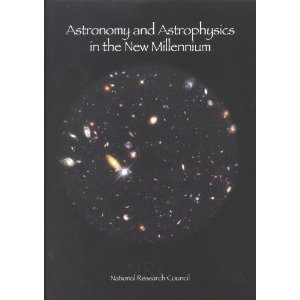 Astronomy and Astrophysics
in the New Millennium
National Research Council